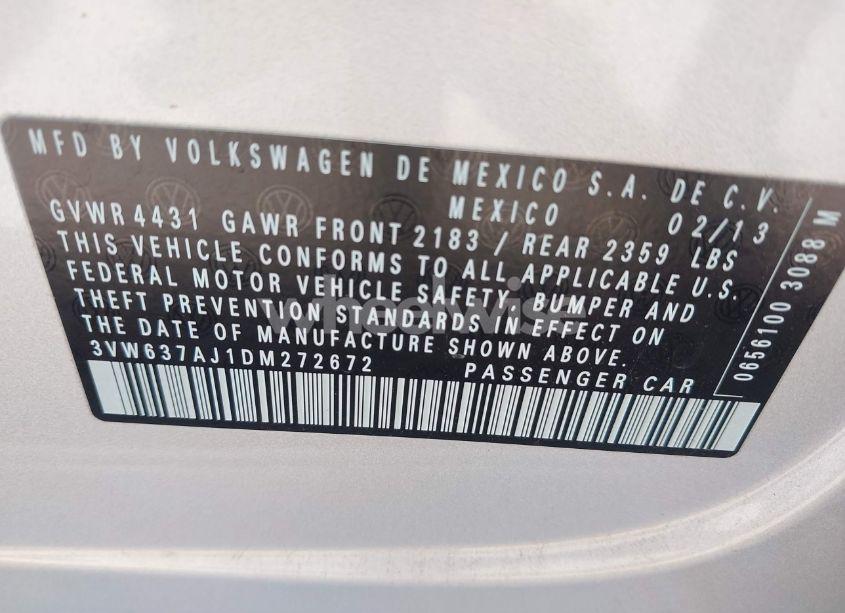 MFD BY VOLKSWAGEN DE MEXICO S.A. DE C.V.
MEXICO 02/13
GVWR 4431 GAWR FRONT 2183 / REAR 2359 LBS
THIS VEHICLE CONFORMS TO ALL APPLICABLE U.S.
FEDERAL MOTOR VEHICLE SAFETY, BUMPER AND
THEFT PREVENTION STANDARDS IN EFFECT ON
THE DATE OF MANUFACTURE SHOWN ABOVE.
3VW637AJ1DM272672 PASSENGER CAR
0656100 3088 M
wheelwise